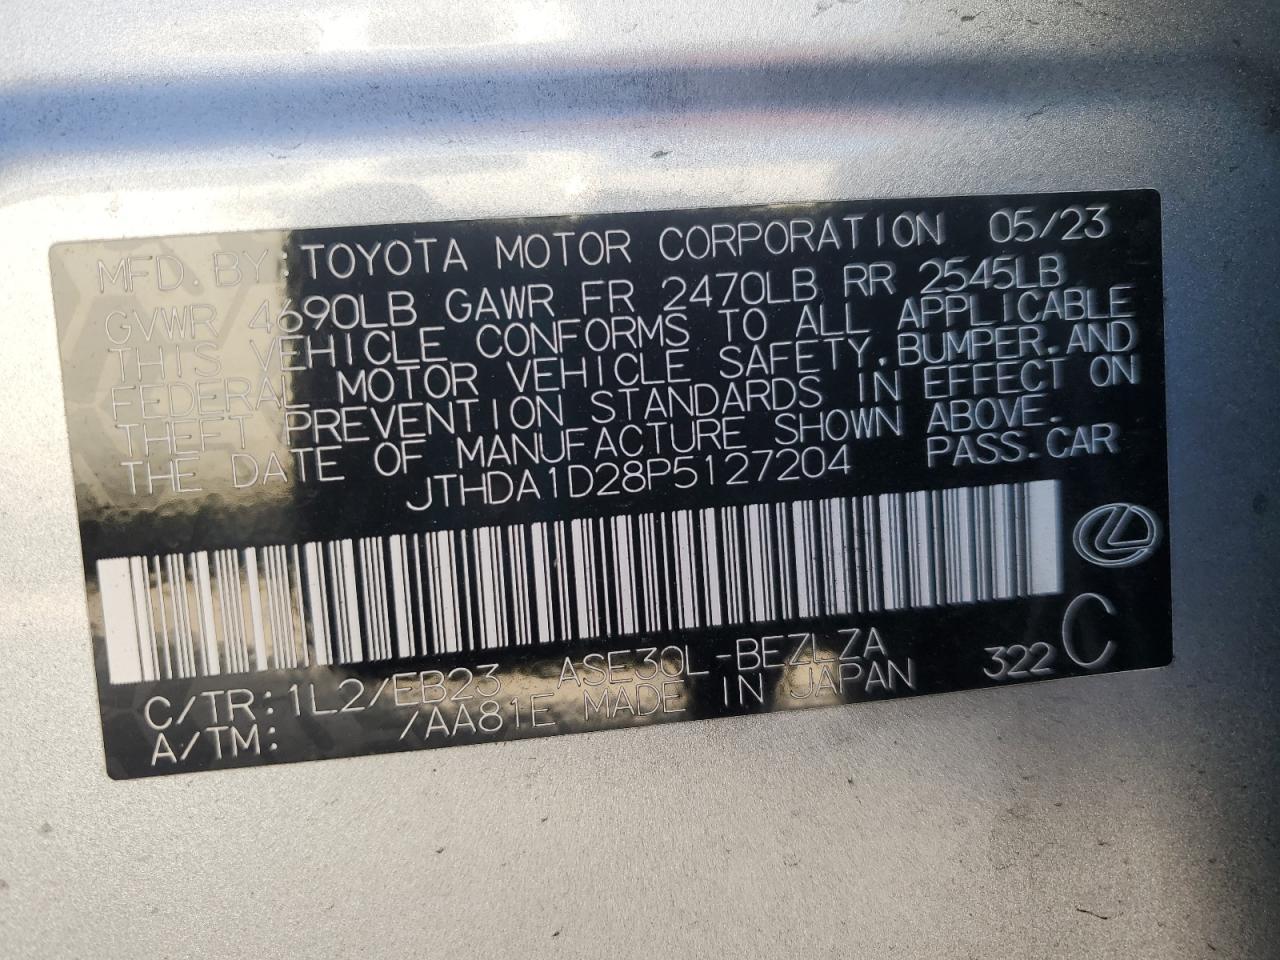 MFD. BY: TOYOTA MOTOR CORPORATION 05/23
GVWR 4690LB GAWR FR 2470LB RR 2545LB
THIS VEHICLE CONFORMS TO ALL APPLICABLE
FEDERAL MOTOR VEHICLE SAFETY, BUMPER, AND
THEFT PREVENTION STANDARDS IN EFFECT ON
THE DATE OF MANUFACTURE SHOWN ABOVE.
JTHDA1D28P5127204 PASS. CAR
C/TR: 1L2/EB23 ASE30L-BEZLZA
A/TM: /AA81E MADE IN JAPAN 322 C